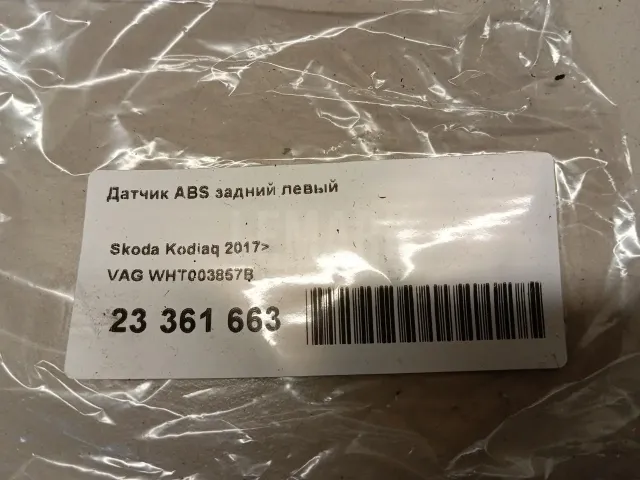 Датчик ABS задний левый
Skoda Kodiaq 2017>
VAG WHT003857B
23 361 663